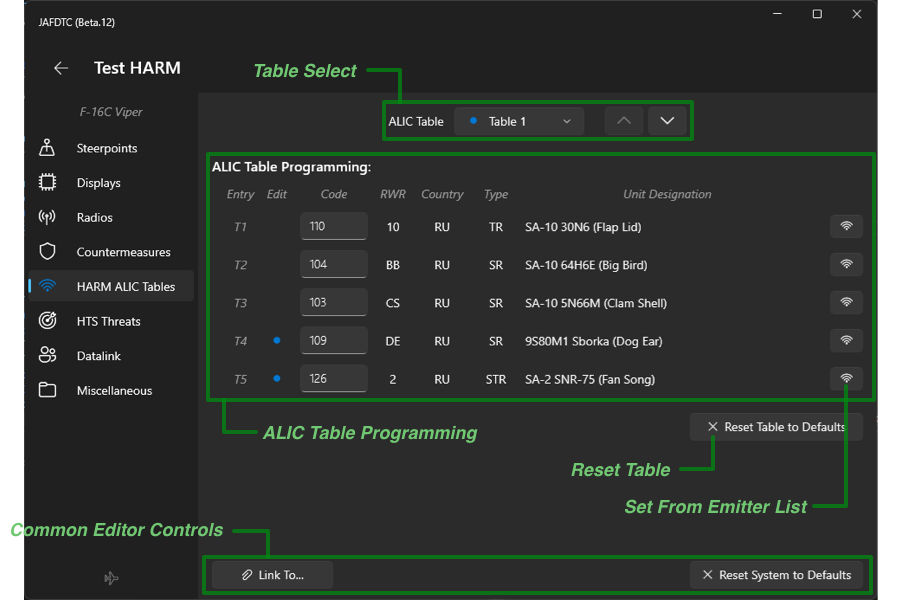 JAFDTC (Beta.12)
Test HARM
Table Select
F-16C Viper
ALIC Table Table 1
Steerpoints
Displays
Radios
Countermeasures
HARM ALIC Tables
HTS Threats
Datalink
Miscellaneous
ALIC Table Programming:
Entry Edit Code RWR Country Type Unit Designation
T1 110 10 RU TR SA-10 30N6 (Flap Lid)
T2 104 BB RU SR SA-10 64H6E (Big Bird)
T3 103 CS RU SR SA-10 5N66M (Clam Shell)
T4 109 DE RU SR 9S80M1 Sborka (Dog Ear)
T5 126 2 RU STR SA-2 SNR-75 (Fan Song)
ALIC Table Programming
Reset Table to Defaults
Reset Table
Set From Emitter List
Common Editor Controls
Link To...
Reset System to Defaults